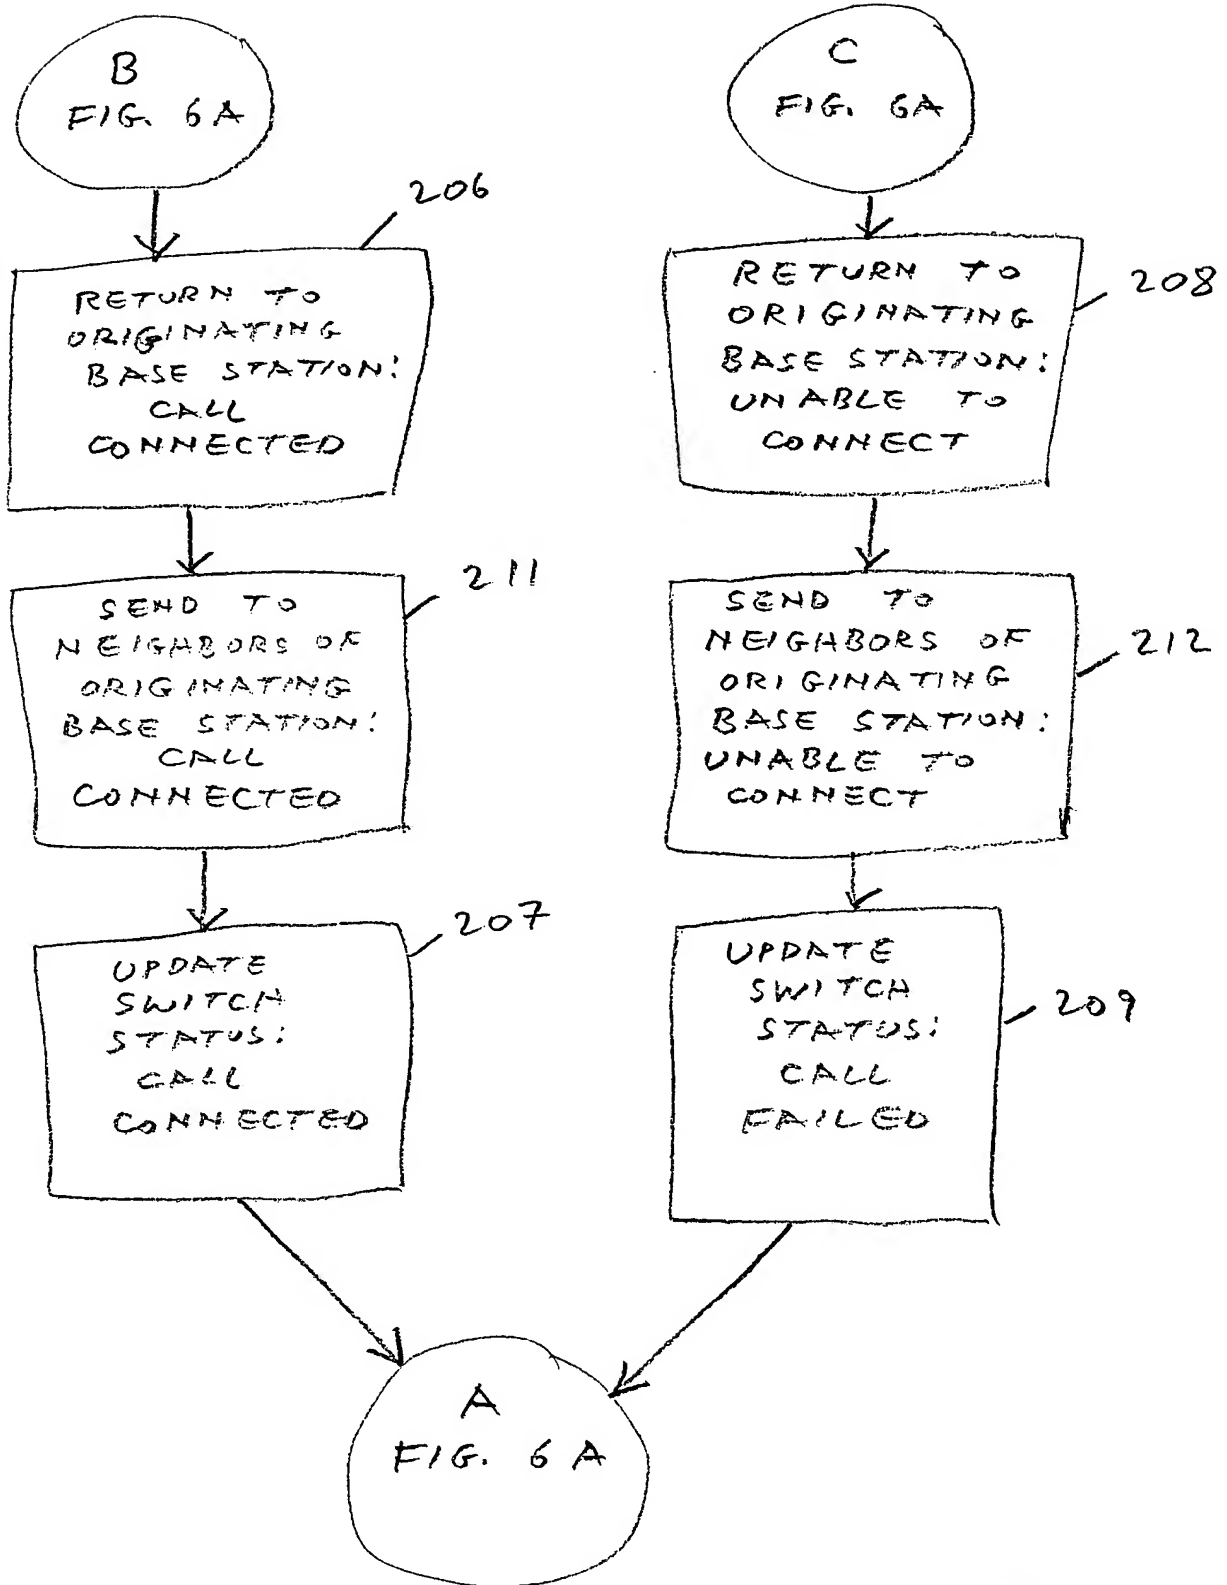 B
FIG. 6A
206
RETURN TO
ORIGINATING
BASE STATION:
CALL
CONNECTED
211
SEND TO
NEIGHBORS OF
ORIGINATING
BASE STATION:
CALL
CONNECTED
207
UPDATE
SWITCH
STATUS:
CALL
CONNECTED
C
FIG. 6A
208
RETURN TO
ORIGINATING
BASE STATION:
UNABLE TO
CONNECT
212
SEND TO
NEIGHBORS OF
ORIGINATING
BASE STATION:
UNABLE TO
CONNECT
209
UPDATE
SWITCH
STATUS:
CALL
FAILED
A
FIG. 6A